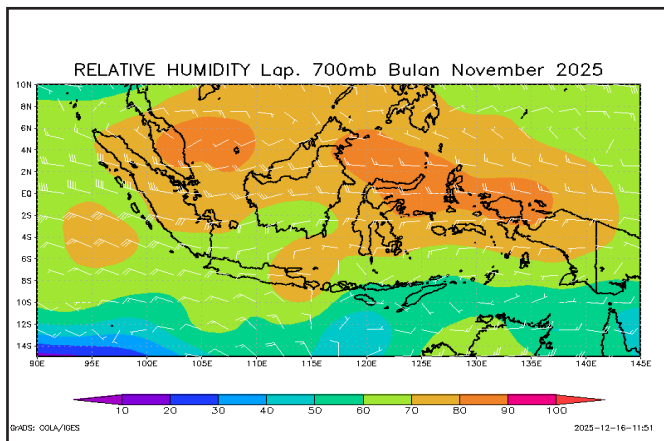 RELATIVE HUMIDITY Lap. 700mb Bulan November 2025
10N
8N
6N
4N
2N
EQ
2S
4S
6S
8S
10S
12S
14S
90E 95E 100E 105E 110E 115E 120E 125E 130E 135E 140E 145E
10 20 30 40 50 60 70 80 90 100
GrADS: COLA/IGES 2025-12-16-11:51